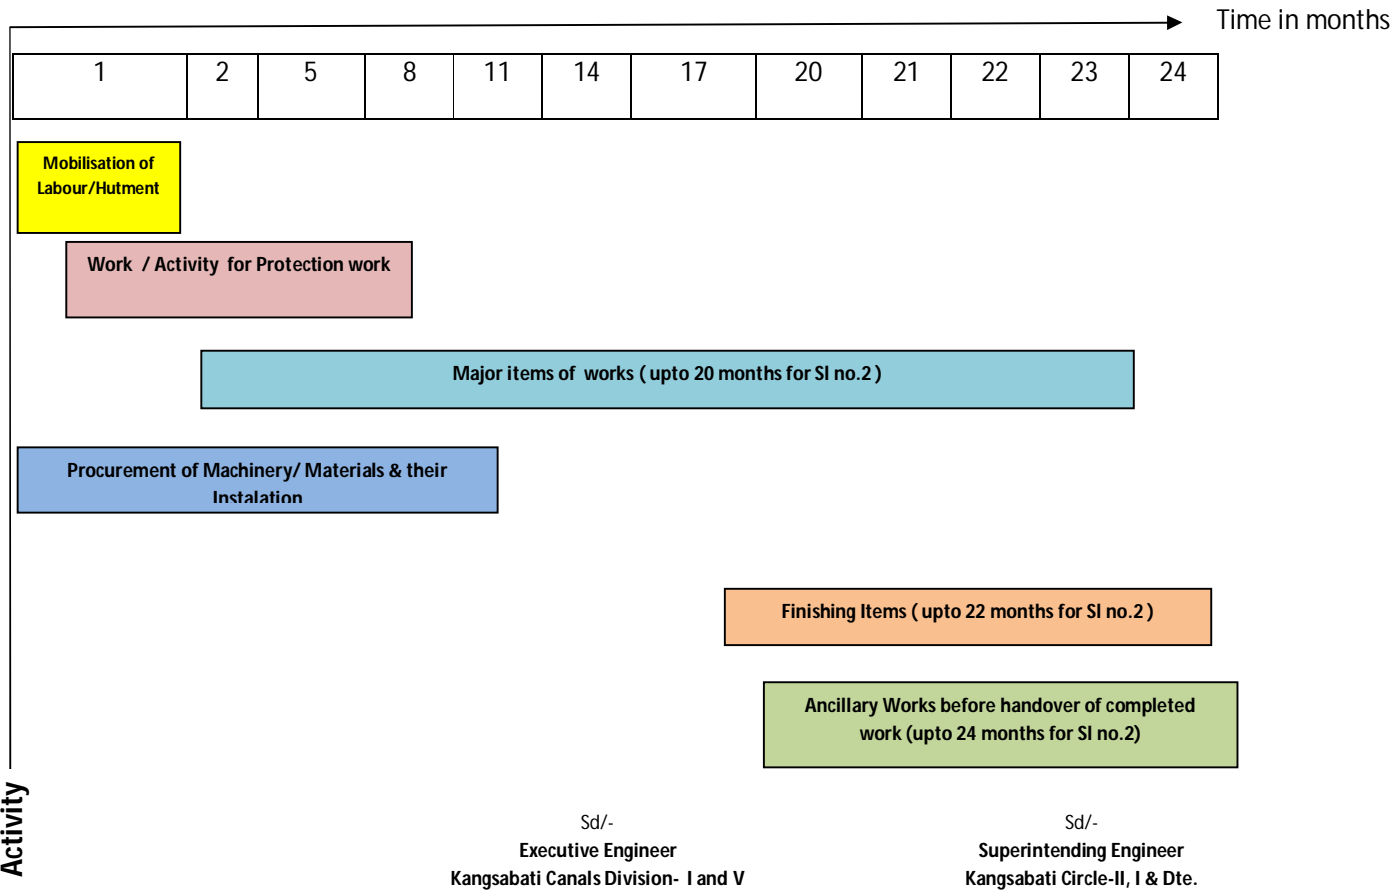 Time in months
1 2 5 8 11 14 17 20 21 22 23 24
Mobilisation of
Labour/Hutment
Work / Activity for Protection work
Major items of works ( upto 20 months for Sl no.2 )
Procurement of Machinery/ Materials & their
Instalation
Finishing Items ( upto 22 months for Sl no.2 )
Ancillary Works before handover of completed
work (upto 24 months for Sl no.2)
Activity
Sd/-
Executive Engineer
Kangsabati Canals Division- I and V
Sd/-
Superintending Engineer
Kangsabati Circle-II, I & Dte.